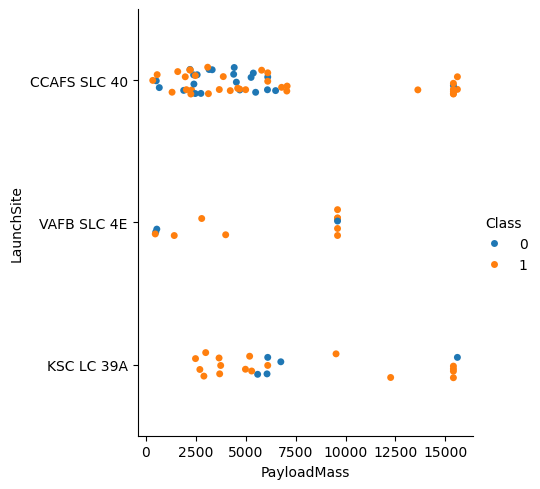 CCAFS SLC 40
VAFB SLC 4E
KSC LC 39A
LaunchSite
Class
0
1
0 2500 5000 7500 10000 12500 15000
PayloadMass